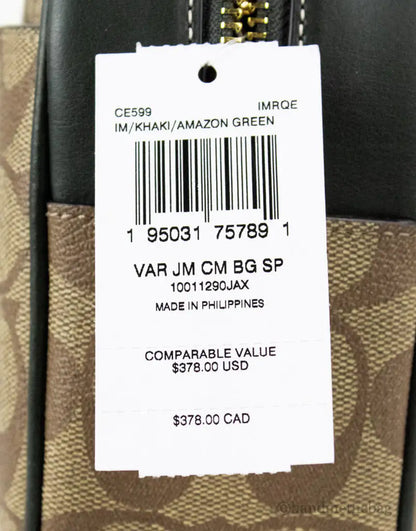 CE599 IMRQE
IM/KHAKI/AMAZON GREEN
1 95031 75789 1
VAR JM CM BG SP
10011290JAX
MADE IN PHILIPPINES
COMPARABLE VALUE
$378.00 USD
$378.00 CAD